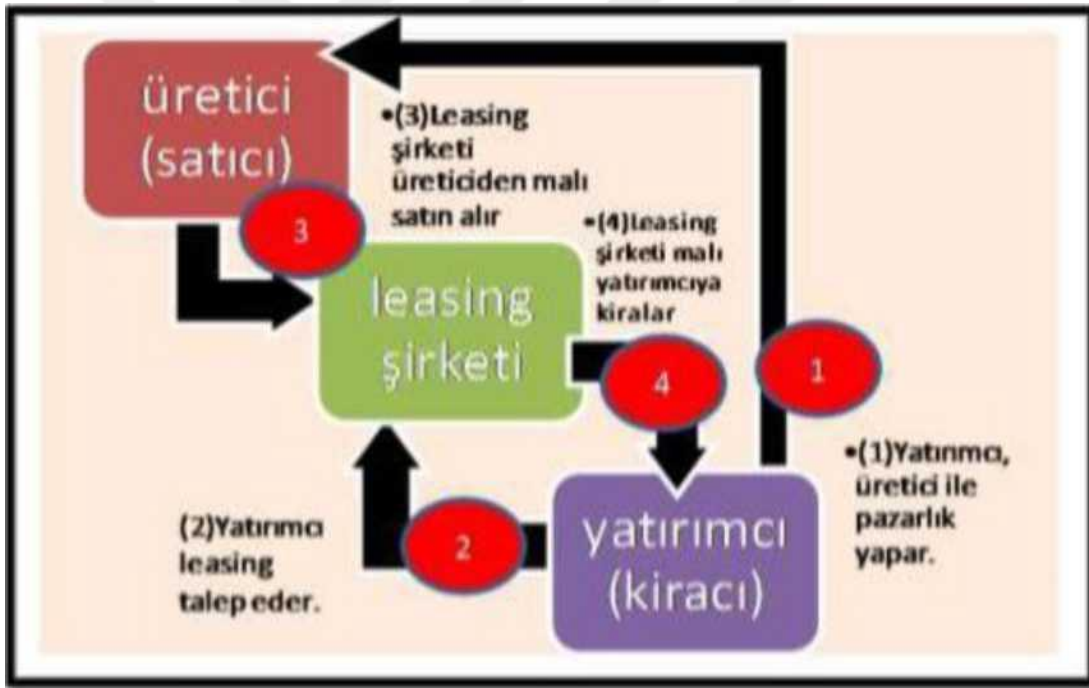 üretici
(satıcı)
•(3)Leasing
şirketi
üreticiden malı
satın alır
3
•(4)Leasing
şirketi malı
yatırımcıya
kiralar
leasing
şirketi
4
1
•(1)Yatırımcı,
üretici ile
pazarlık
yapar.
(2)Yatırımcı
leasing
talep eder.
2
yatırımcı
(kiracı)